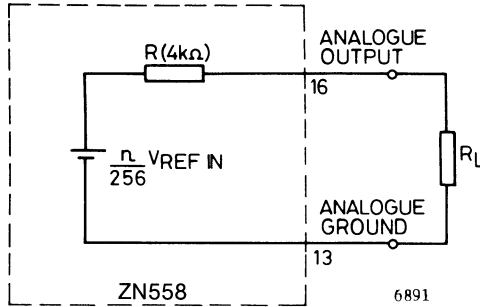 R(4kΩ)
ANALOGUE
OUTPUT
16
n
256
VREF IN
RL
ANALOGUE
GROUND
13
ZN558
6891